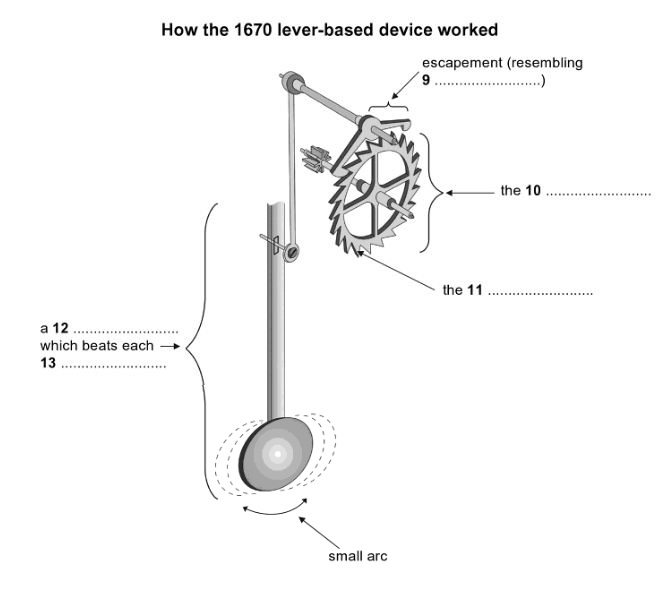 How the 1670 lever-based device worked
escapement (resembling
9 ..........................)
the 10 ..........................
the 11 ..........................
a 12 ..........................
which beats each
13 ..........................
small arc